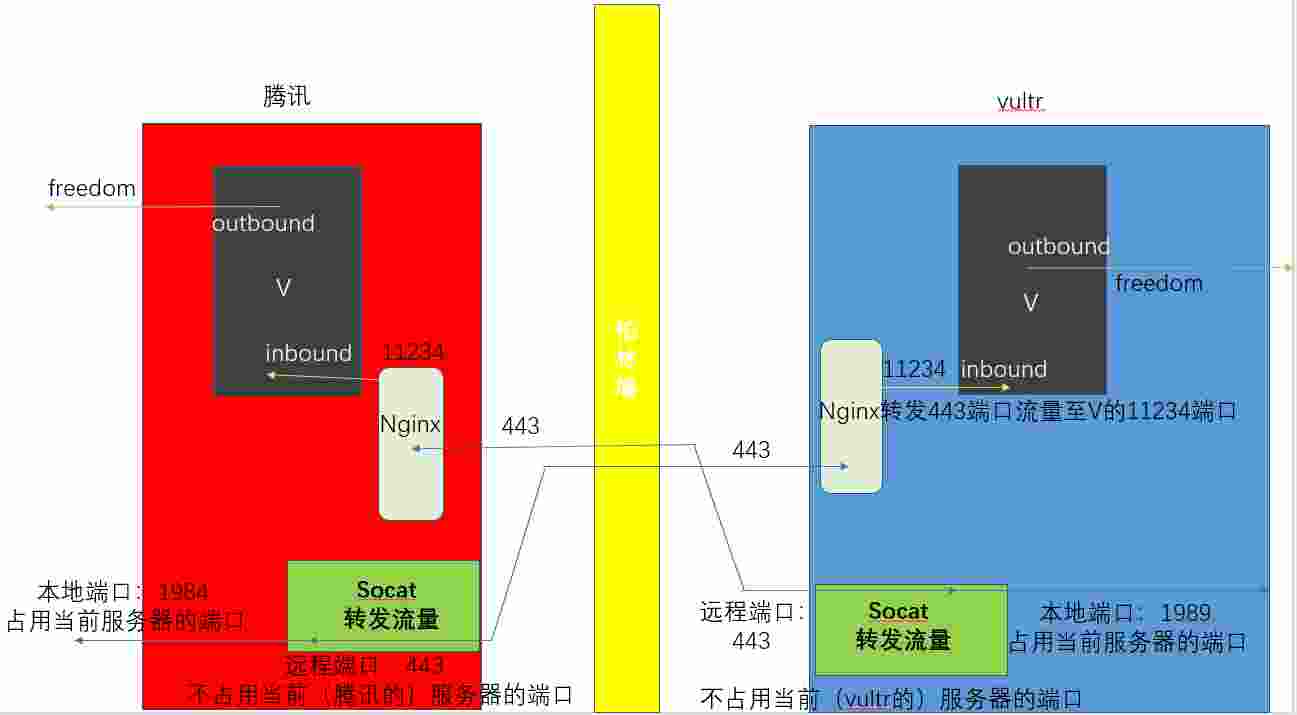 腾讯
vultr
freedom
outbound
V
inbound
11234
Nginx
443
443
outbound
freedom
V
11234
inbound
Nginx转发443端口流量至V的11234端口
本地端口：1984
占用当前服务器的端口
Socat
转发流量
远程端口 443
不占用当前（腾讯的）服务器的端口
远程端口：
443
Socat
转发流量
本地端口：1989
占用当前服务器的端口
不占用当前（vultr的）服务器的端口